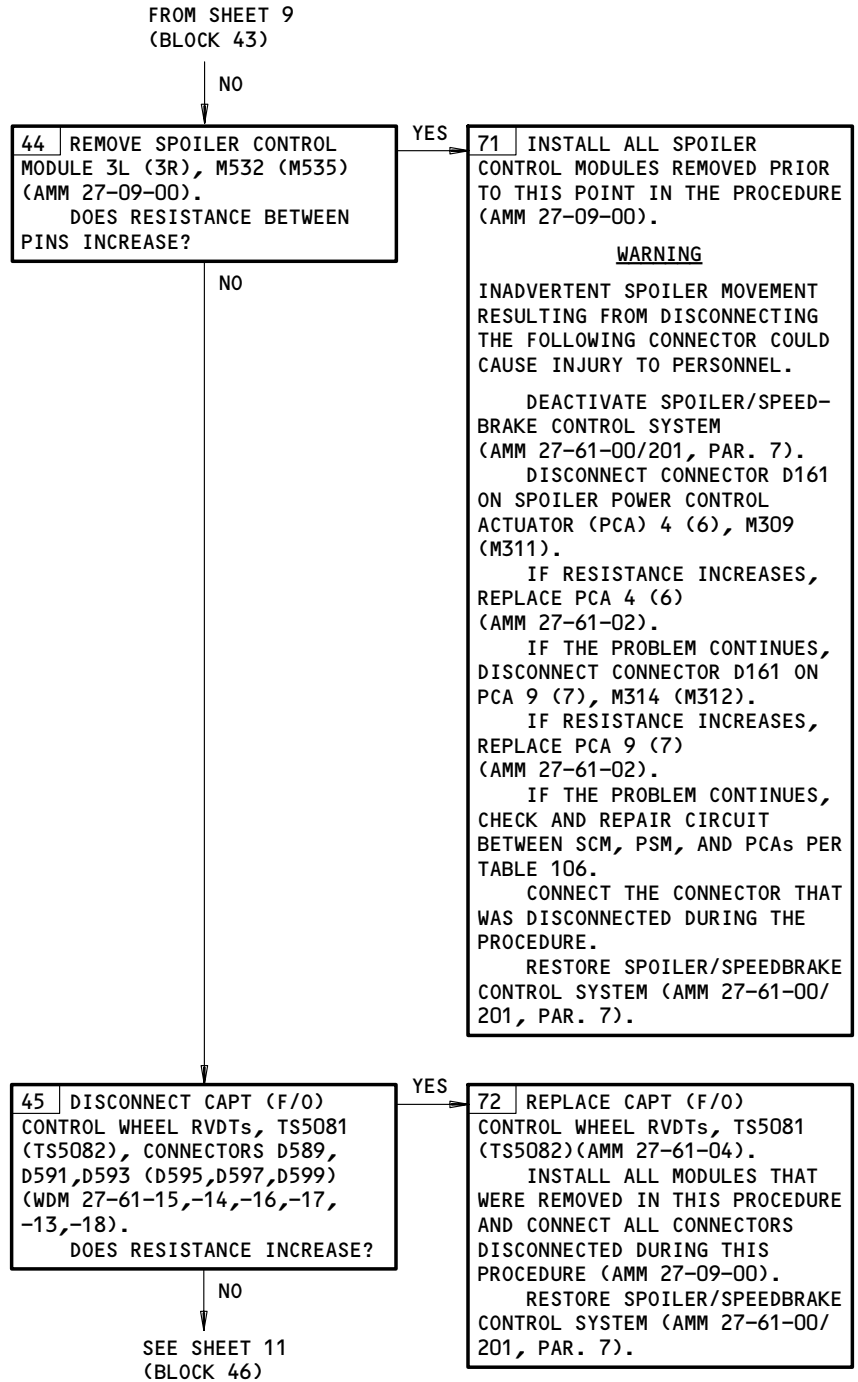 FROM SHEET 9
(BLOCK 43)
NO
44 REMOVE SPOILER CONTROL
MODULE 3L (3R), M532 (M535)
(AMM 27-09-00).
DOES RESISTANCE BETWEEN
PINS INCREASE?
YES
71 INSTALL ALL SPOILER
CONTROL MODULES REMOVED PRIOR
TO THIS POINT IN THE PROCEDURE
(AMM 27-09-00).
WARNING
INADVERTENT SPOILER MOVEMENT
RESULTING FROM DISCONNECTING
THE FOLLOWING CONNECTOR COULD
CAUSE INJURY TO PERSONNEL.
DEACTIVATE SPOILER/SPEED-
BRAKE CONTROL SYSTEM
(AMM 27-61-00/201, PAR. 7).
DISCONNECT CONNECTOR D161
ON SPOILER POWER CONTROL
ACTUATOR (PCA) 4 (6), M309
(M311).
IF RESISTANCE INCREASES,
REPLACE PCA 4 (6)
(AMM 27-61-02).
IF THE PROBLEM CONTINUES,
DISCONNECT CONNECTOR D161 ON
PCA 9 (7), M314 (M312).
IF RESISTANCE INCREASES,
REPLACE PCA 9 (7)
(AMM 27-61-02).
IF THE PROBLEM CONTINUES,
CHECK AND REPAIR CIRCUIT
BETWEEN SCM, PSM, AND PCAs PER
TABLE 106.
CONNECT THE CONNECTOR THAT
WAS DISCONNECTED DURING THE
PROCEDURE.
RESTORE SPOILER/SPEEDBRAKE
CONTROL SYSTEM (AMM 27-61-00/
201, PAR. 7).
NO
45 DISCONNECT CAPT (F/O)
CONTROL WHEEL RVDTs, TS5081
(TS5082), CONNECTORS D589,
D591,D593 (D595,D597,D599)
(WDM 27-61-15,-14,-16,-17,
-13,-18).
DOES RESISTANCE INCREASE?
YES
72 REPLACE CAPT (F/O)
CONTROL WHEEL RVDTs, TS5081
(TS5082)(AMM 27-61-04).
INSTALL ALL MODULES THAT
WERE REMOVED IN THIS PROCEDURE
AND CONNECT ALL CONNECTORS
DISCONNECTED DURING THIS
PROCEDURE (AMM 27-09-00).
RESTORE SPOILER/SPEEDBRAKE
CONTROL SYSTEM (AMM 27-61-00/
201, PAR. 7).
NO
SEE SHEET 11
(BLOCK 46)